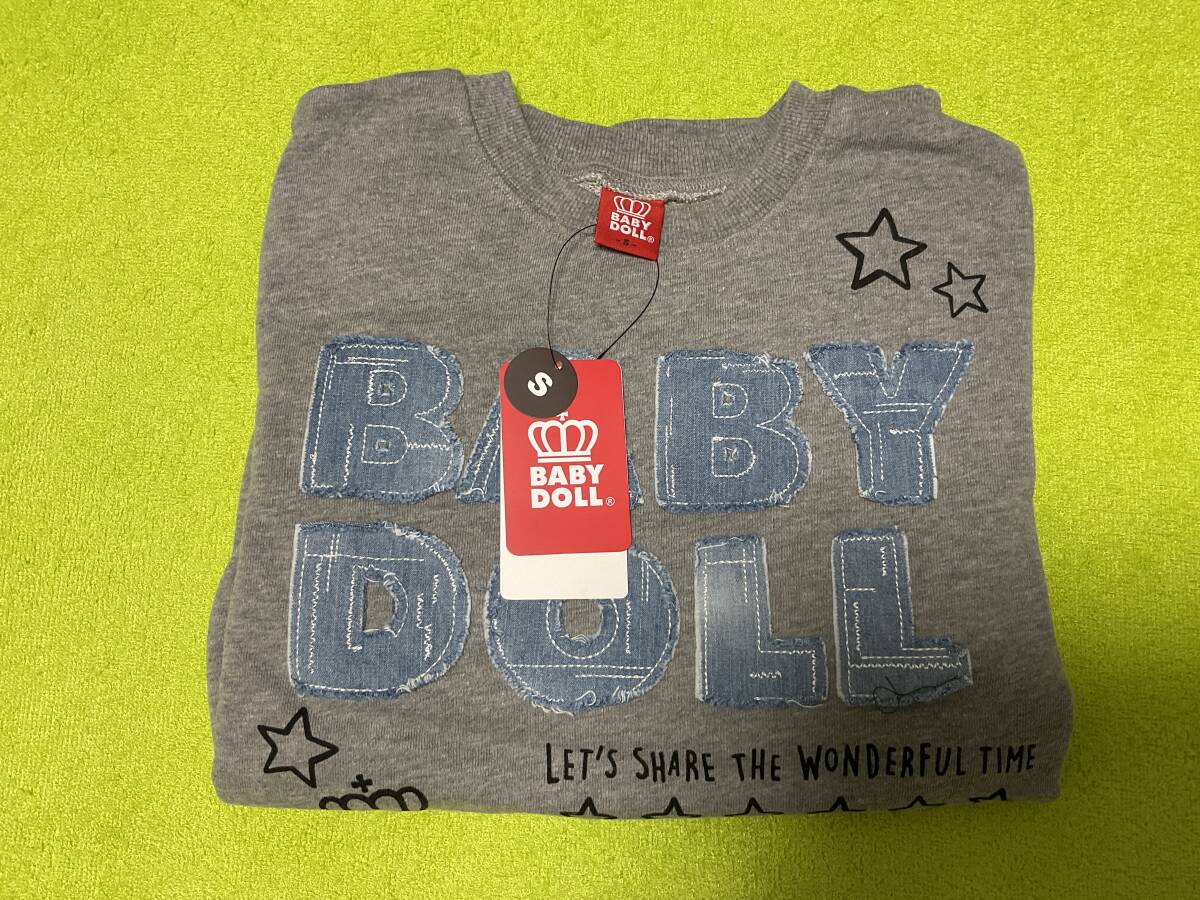 BABY
DOLL®
- S -
S
BABY
DOLL®
BABY
DOLL
LET'S SHARE THE WONDERFUL TIME